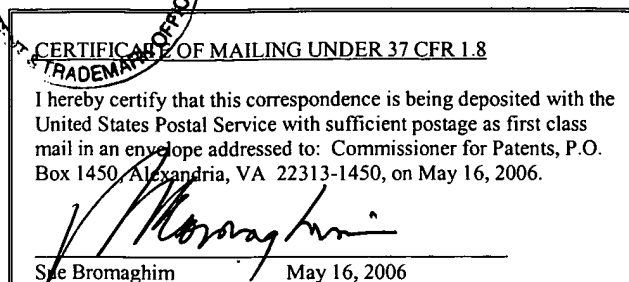 CERTIFICATE OF MAILING UNDER 37 CFR 1.8
TRADEMARK OFFIC
I hereby certify that this correspondence is being deposited with the
United States Postal Service with sufficient postage as first class
mail in an envelope addressed to: Commissioner for Patents, P.O.
Box 1450, Alexandria, VA 22313-1450, on May 16, 2006.
Sue Bromaghim May 16, 2006